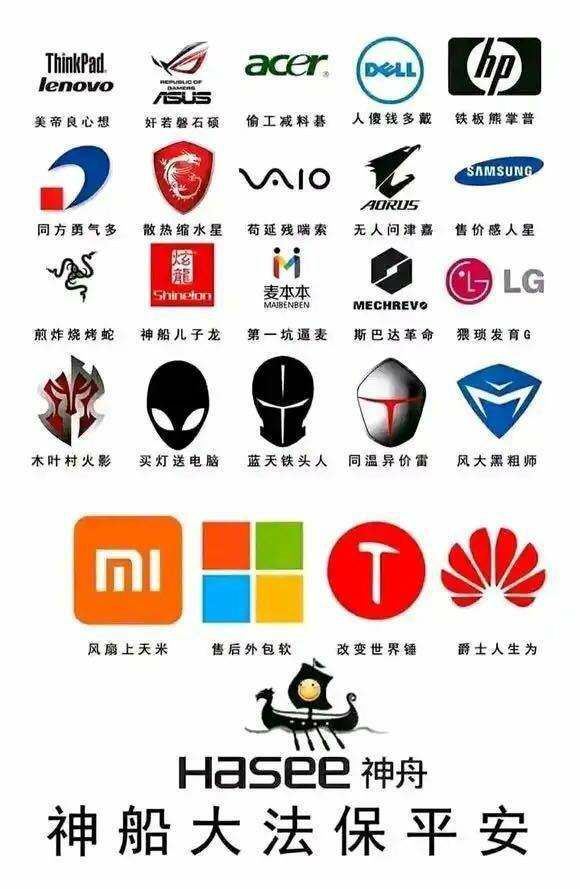 ThinkPad
lenovo
REPUBLIC OF
GAMERS
ASUS
acer
DELL
hp
美帝良心想
奸若磐石硕
偷工减料碁
人傻钱多戴
铁板熊掌普
VAIO
AORUS
SAMSUNG
同方勇气多
散热缩水星
苟延残喘索
无人问津嘉
售价感人星
炫龍
Shinelon
麦本本
MAIBENBEN
MECHREVO
LG
煎炸烧烤蛇
神船儿子龙
第一坑逼麦
斯巴达革命
猥琐发育G
木叶村火影
买灯送电脑
蓝天铁头人
同温异价雷
风大黑粗师
mi
T
风扇上天米
售后外包软
改变世界锤
爵士人生为
Hasee 神舟
神船大法保平安